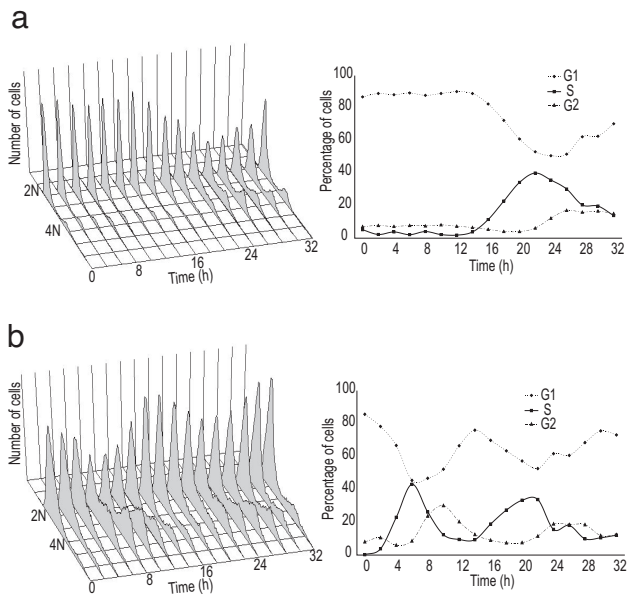 a
Number of cells
2N
4N
0
8
16
24
32
Time (h)
Percentage of cells
100
80
60
40
20
0
G1
S
G2
0 4 8 12 16 20 24 28 32
Time (h)
b
Number of cells
2N
4N
0
8
16
24
32
Time (h)
Percentage of cells
100
80
60
40
20
0
G1
S
G2
0 4 8 12 16 20 24 28 32
Time (h)